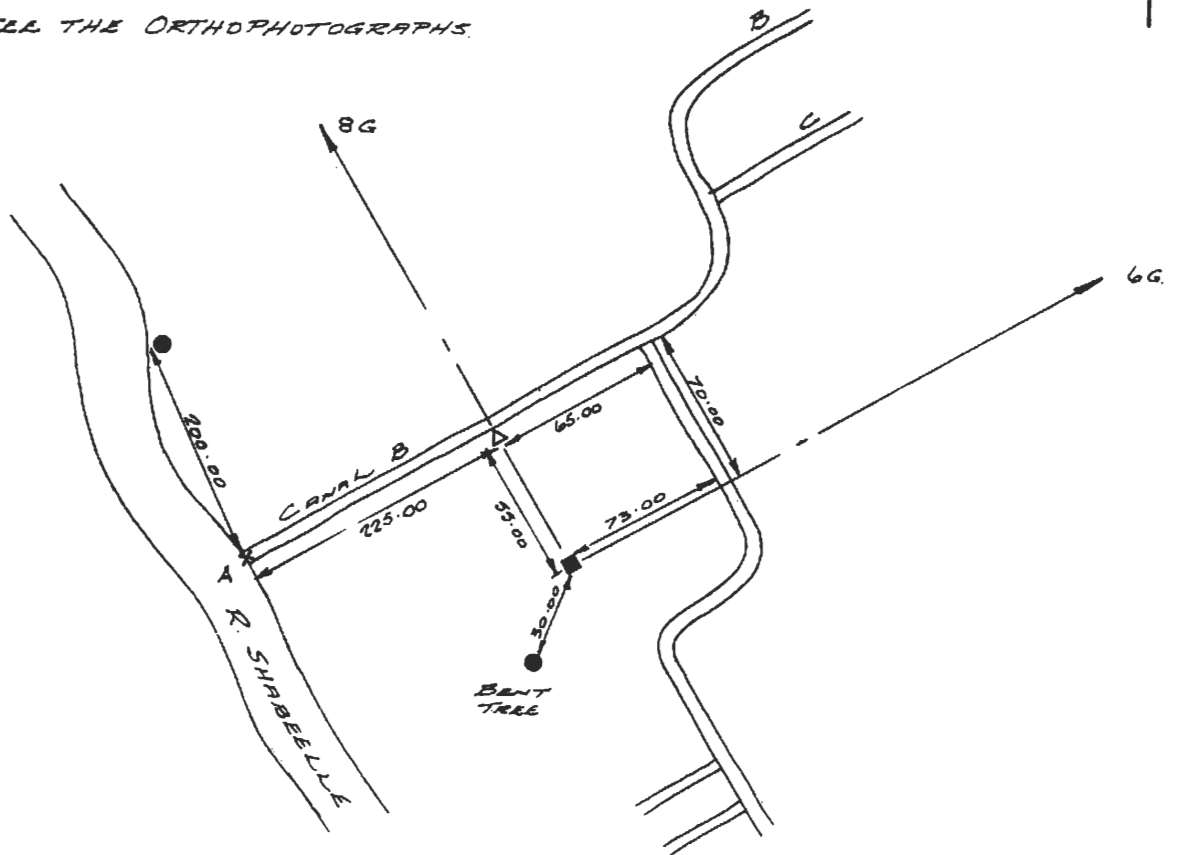 THE ORTHOPHOTOGRAPHS.
B
8G
C
6G.
200.00
CANAL B
65.00
70.00
225.00
55.00
73.00
A
30.00
R. SHABEELLE
BENT
TREE